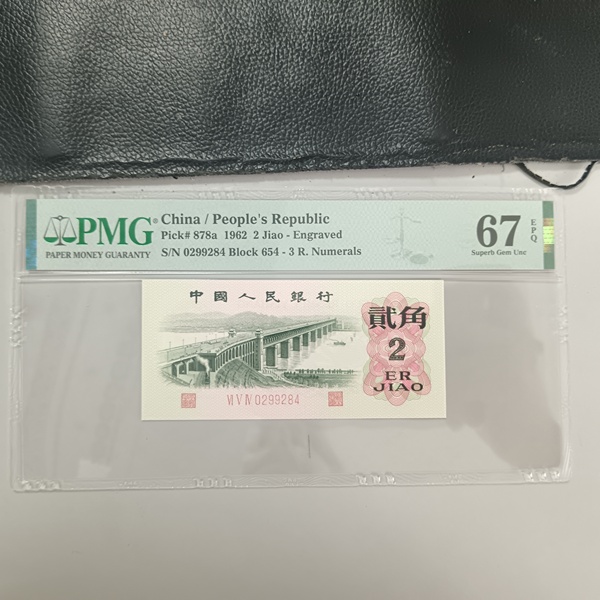 PMG
PAPER MONEY GUARANTY
China / People's Republic
Pick# 878a 1962 2 Jiao - Engraved
S/N 0299284 Block 654 - 3 R. Numerals
67
EPQ
Superb Gem Unc
中國人民銀行
貳角
2
ER
JIAO
Ⅵ Ⅴ Ⅳ 0299284